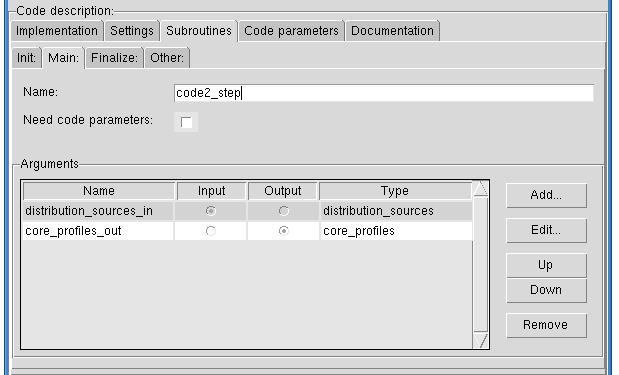 Code description:
Implementation Settings Subroutines Code parameters Documentation
Init: Main: Finalize: Other:
Name: code2_step
Need code parameters:
Arguments
Name Input Output Type
Add...
distribution_sources_in distribution_sources
core_profiles_out core_profiles
Edit...
Up
Down
Remove